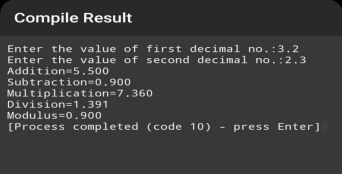 Compile Result
Enter the value of first decimal no.:3.2
Enter the value of second decimal no.:2.3
Addition=5.500
Subtraction=0.900
Multiplication=7.360
Division=1.391
Modulus=0.900
[Process completed (code 10) - press Enter]